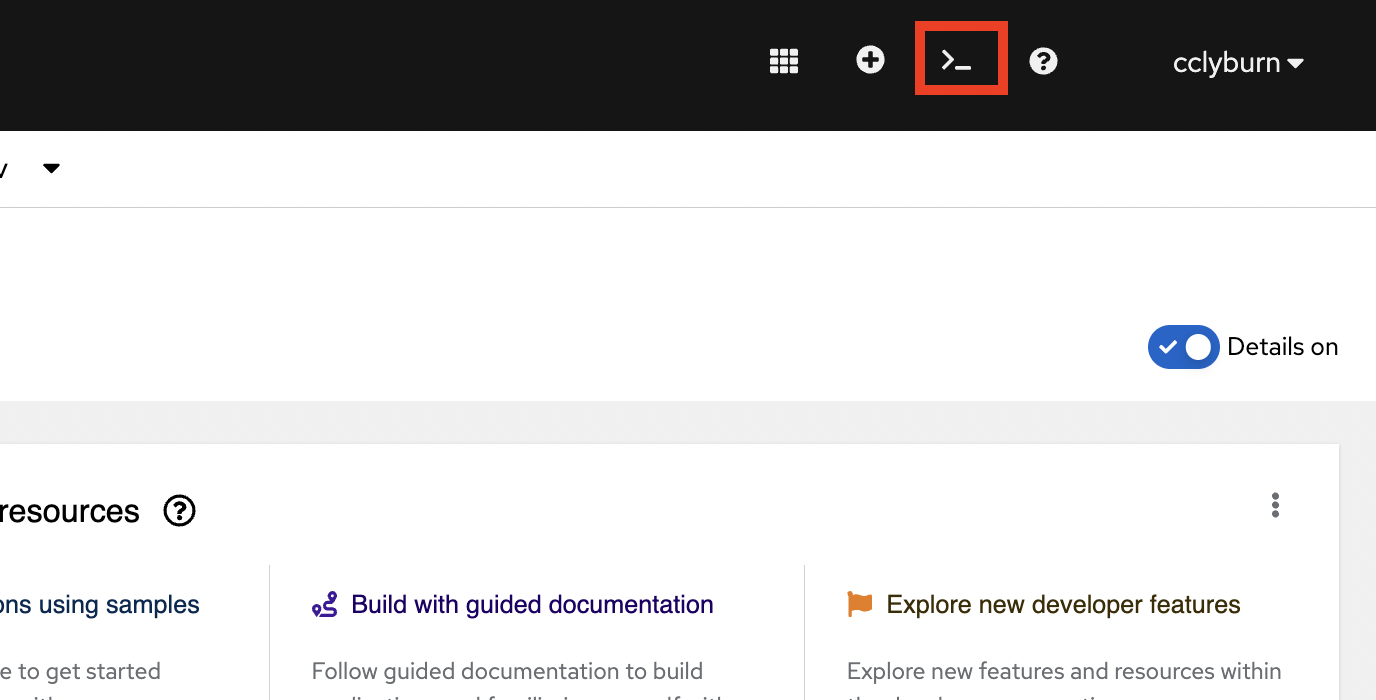 cclyburn
Details on
resources
using samples
Build with guided documentation
Explore new developer features
to get started
Follow guided documentation to build
Explore new features and resources within